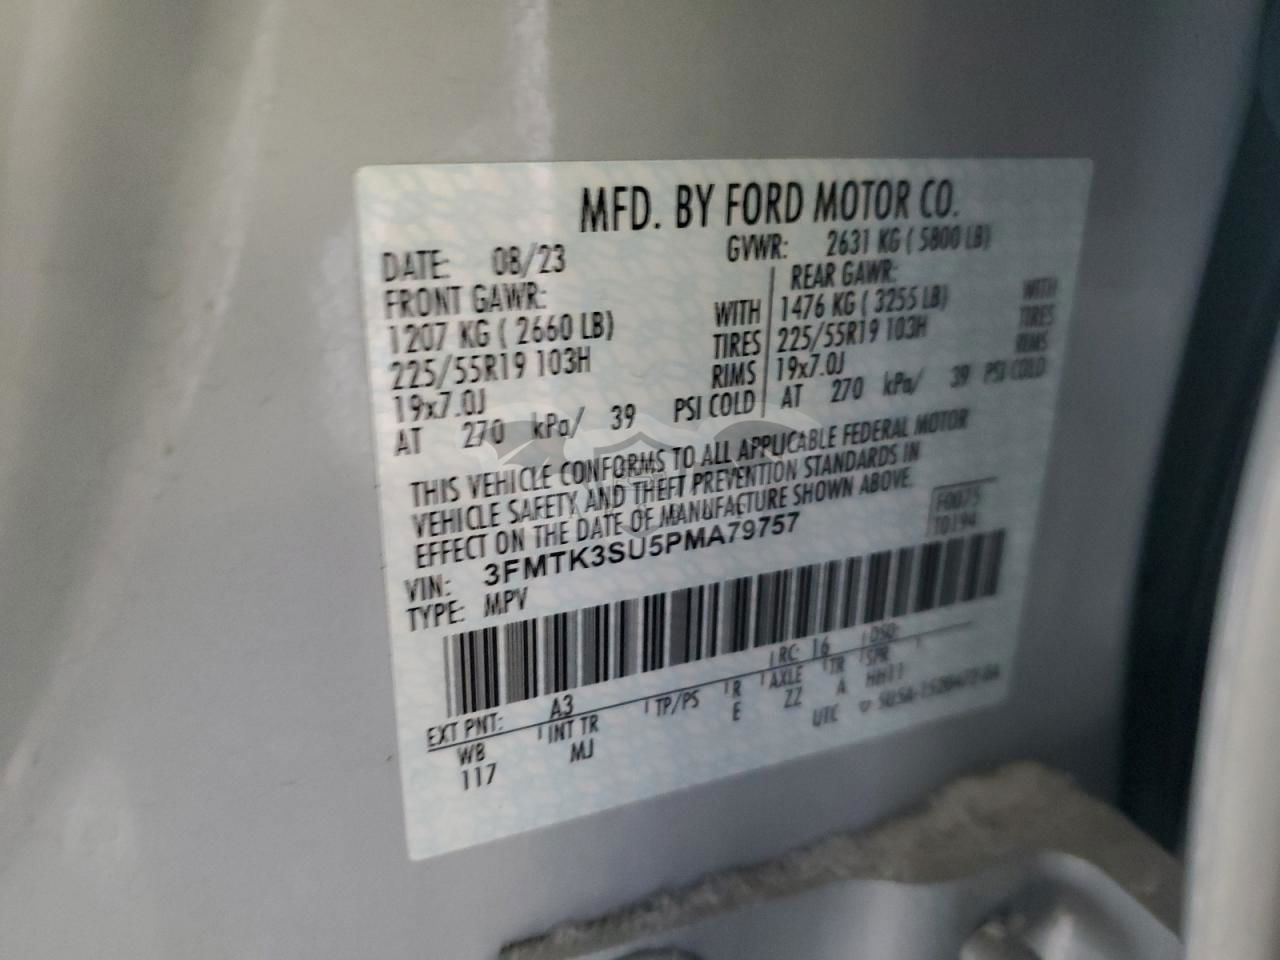 MFD. BY FORD MOTOR CO.
DATE: 08/23 GVWR: 2631 KG ( 5800 LB)
FRONT GAWR: REAR GAWR:
1207 KG ( 2660 LB) WITH 1476 KG ( 3255 LB) WITH
225/55R19 103H TIRES 225/55R19 103H TIRES
19x7.0J RIMS 19x7.0J RIMS
AT 270 kPa/ 39 PSI COLD AT 270 kPa/ 39 PSI COLD
THIS VEHICLE CONFORMS TO ALL APPLICABLE FEDERAL MOTOR
VEHICLE SAFETY AND THEFT PREVENTION STANDARDS IN
EFFECT ON THE DATE OF MANUFACTURE SHOWN ABOVE.
F0075
T0194
VIN: 3FMTK3SU5PMA79757
TYPE: MPV
EXT PNT: A3 RC: 16 DSO:
WB INT TR TP/PS R AXLE TR SPR
117 MJ E ZZ A HH11
UTC